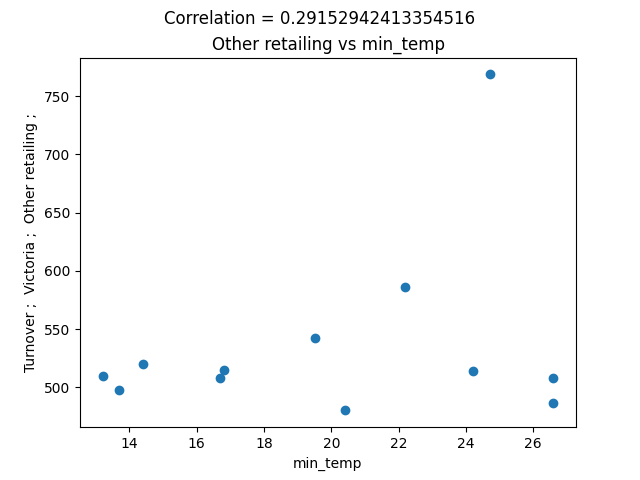 Correlation = 0.29152942413354516
Other retailing vs min_temp
Turnover ;  Victoria ;  Other retailing ;
750
700
650
600
550
500
14 16 18 20 22 24 26
min_temp